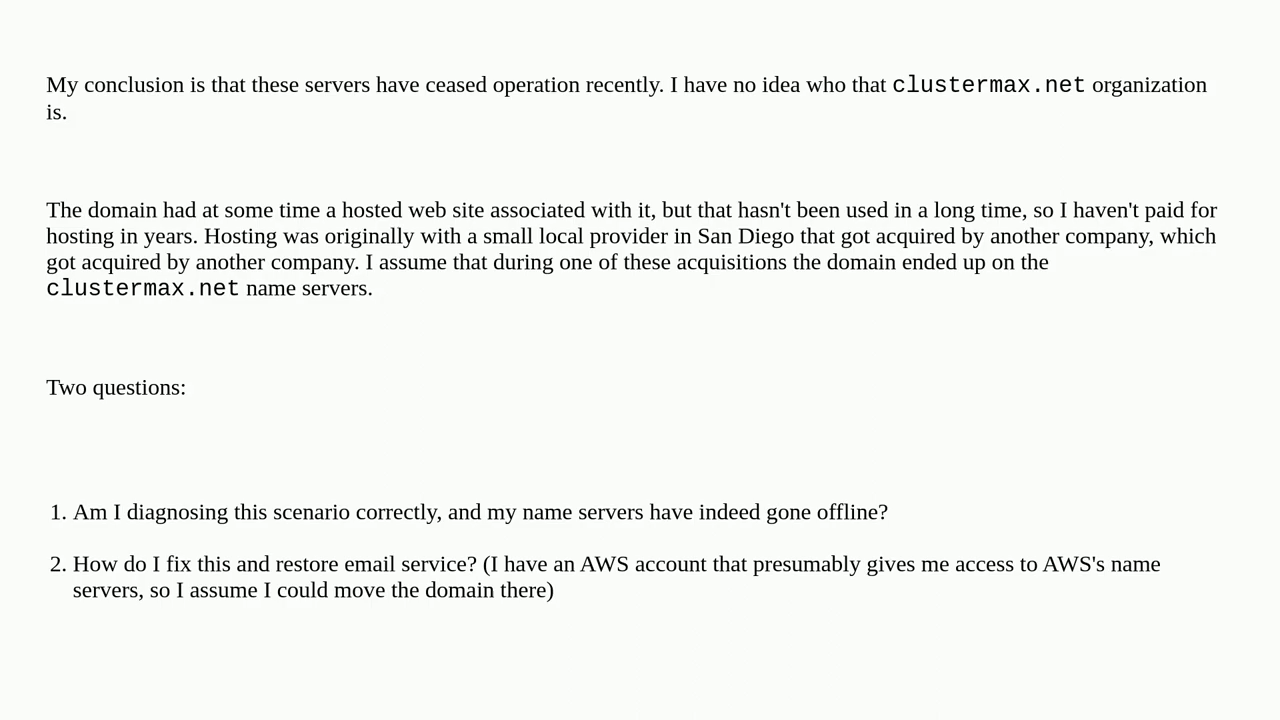 My conclusion is that these servers have ceased operation recently. I have no idea who that clustermax.net organization
is.
The domain had at some time a hosted web site associated with it, but that hasn't been used in a long time, so I haven't paid for
hosting in years. Hosting was originally with a small local provider in San Diego that got acquired by another company, which
got acquired by another company. I assume that during one of these acquisitions the domain ended up on the
clustermax.net name servers.
Two questions:
1. Am I diagnosing this scenario correctly, and my name servers have indeed gone offline?
2. How do I fix this and restore email service? (I have an AWS account that presumably gives me access to AWS's name
servers, so I assume I could move the domain there)